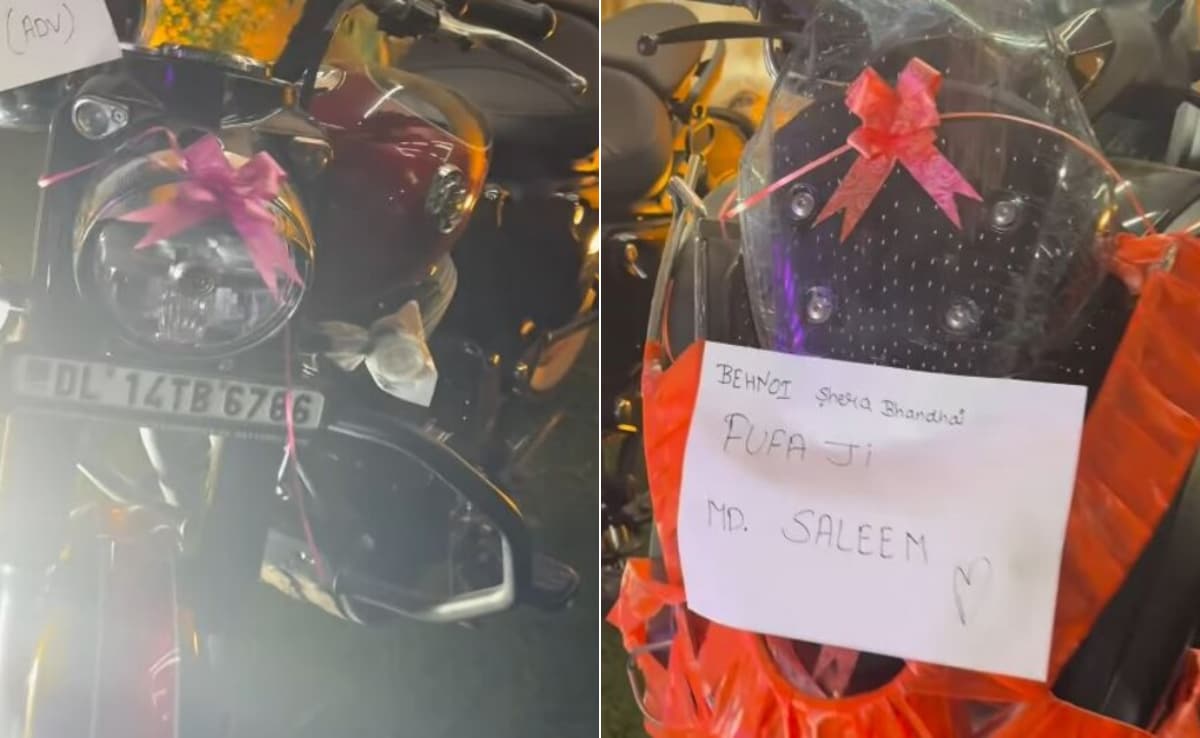 (ADV)
DL 14TB 6786
BEHNOI Shera Bhandhai
FUFA Ji
MD. SALEEM